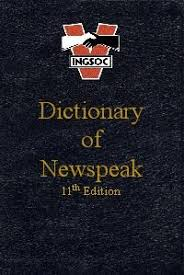 INGSOC
Dictionary
of
Newspeak
11th Edition